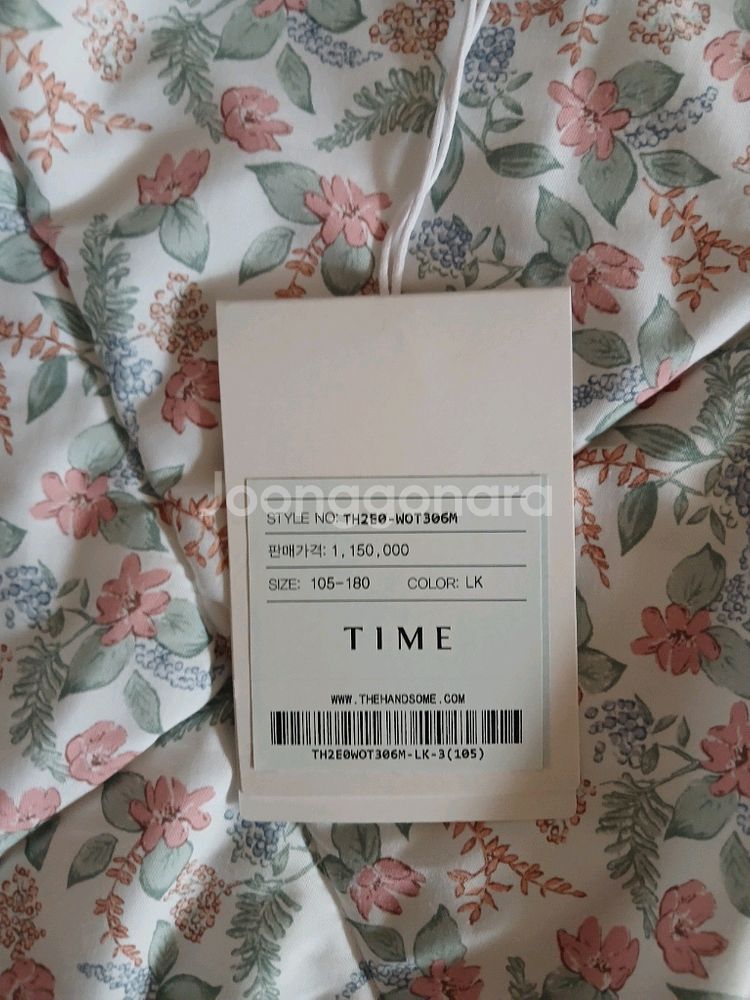 Joonggonara
STYLE NO: TH2E0-WOT306M
판매가격: 1,150,000
SIZE: 105-180 COLOR: LK
TIME
WWW.THEHANDSOME.COM
TH2E0WOT306M-LK-3(105)